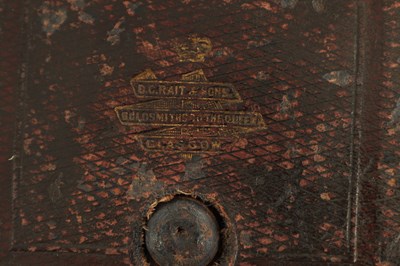 D.C. RAIT & SONS
GOLDSMITHS TO THE QUEEN
GLASGOW